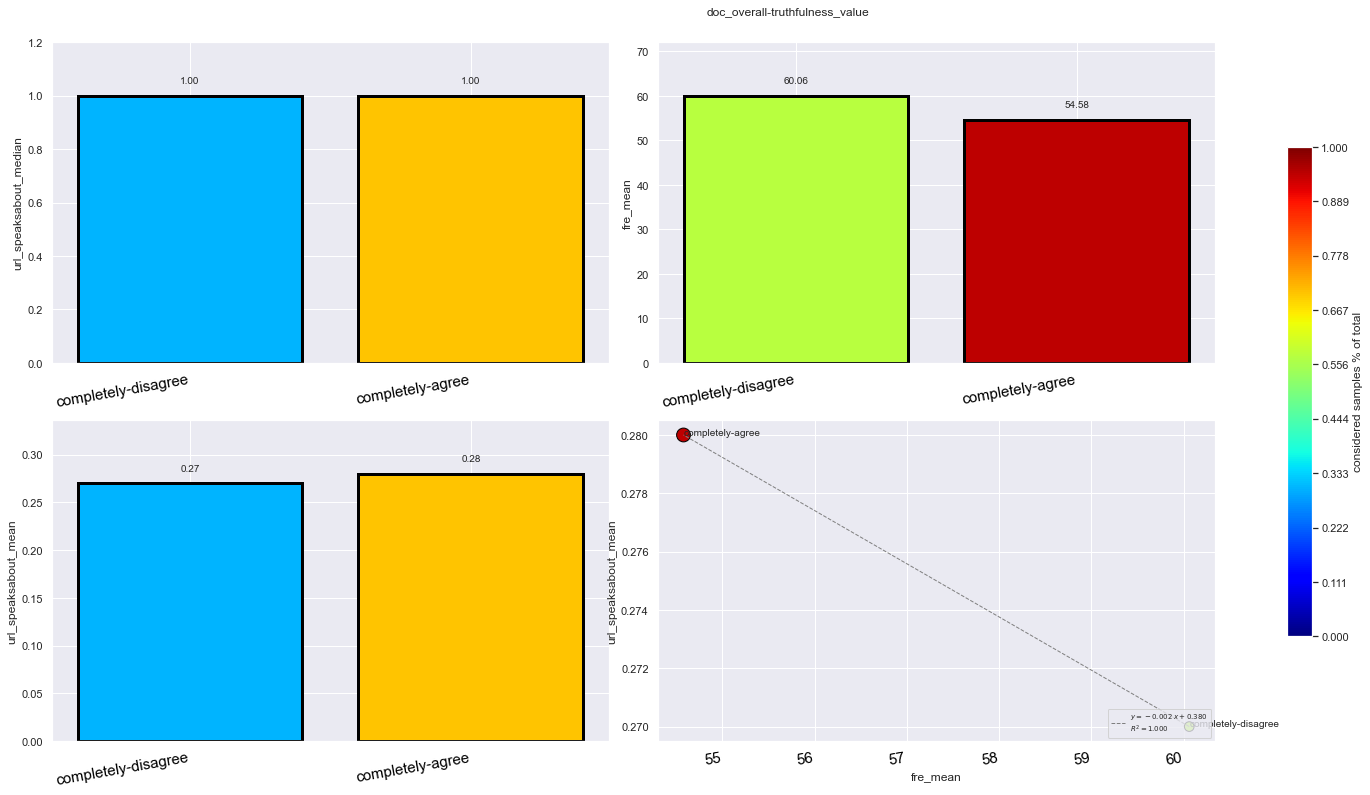 doc_overall-truthfulness_value
url_speaksabout_median
1.2
1.0
0.8
0.6
0.4
0.2
0.0
1.00
1.00
completely-disagree
completely-agree
fre_mean
70
60
50
40
30
20
10
0
60.06
54.58
completely-disagree
completely-agree
url_speaksabout_mean
0.30
0.25
0.20
0.15
0.10
0.05
0.00
0.27
0.28
completely-disagree
completely-agree
url_speaksabout_mean
0.280
0.278
0.276
0.274
0.272
0.270
completely-agree
completely-disagree
y = −0.002 x + 0.380
R² = 1.000
55
56
57
58
59
60
fre_mean
1.000
0.889
0.778
0.667
0.556
0.444
0.333
0.222
0.111
0.000
considered samples % of total